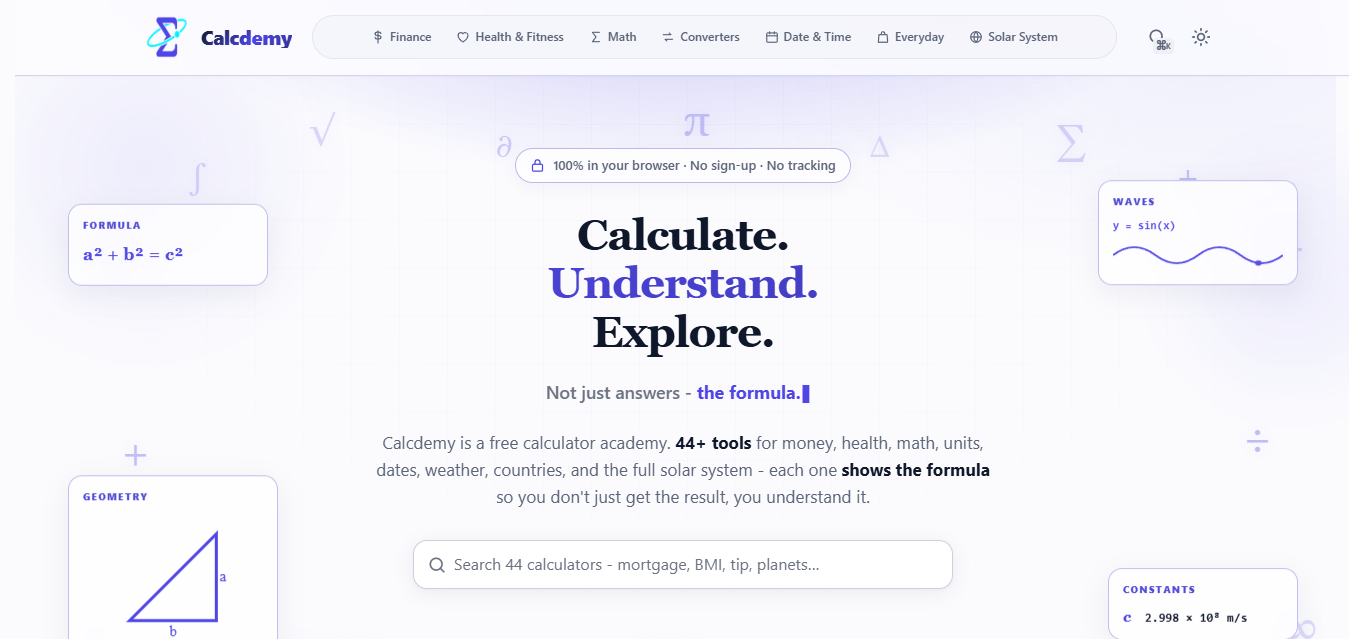 Calcdemy
Finance
Health & Fitness
Math
Converters
Date & Time
Everyday
Solar System
⌘K
√
∂
π
Δ
Σ
∫
100% in your browser · No sign-up · No tracking
+
FORMULA
a² + b² = c²
WAVES
y = sin(x)
Calculate.
Understand.
Explore.
Not just answers - the formula.
Calcdemy is a free calculator academy. 44+ tools for money, health, math, units,
dates, weather, countries, and the full solar system - each one shows the formula
so you don't just get the result, you understand it.
+
÷
GEOMETRY
a
b
Search 44 calculators - mortgage, BMI, tip, planets...
CONSTANTS
c 2.998 × 10⁸ m/s
∞